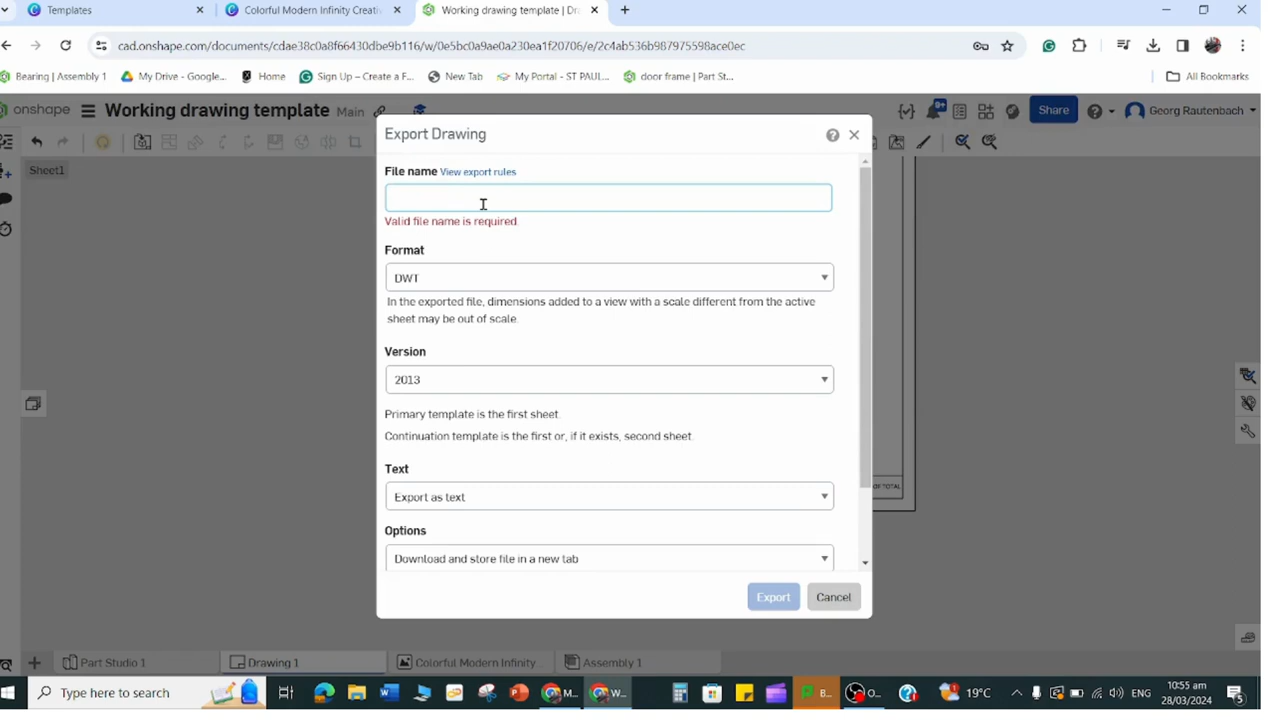 Templates
Colorful Modern Infinity Creati
Working drawing template | Dra
cad.onshape.com/documents/cdae38c0a8f66430dbe9b116/w/0e5bc0a9ae0a230ea1f20706/e/2c4ab536b987975598ace0ec
Bearing | Assembly 1
My Drive - Google...
Home
Sign Up – Create a F...
New Tab
My Portal - ST PAUL...
door frame | Part St...
All Bookmarks
onshape
Working drawing template
Main
Share
Georg Rautenbach
Sheet1
Export Drawing
File name View export rules
Valid file name is required.
Format
DWT
In the exported file, dimensions added to a view with a scale different from the active
sheet may be out of scale.
Version
2013
Primary template is the first sheet.
Continuation template is the first or, if it exists, second sheet.
Text
Export as text
OF TOTAL
Options
Download and store file in a new tab
Export
Cancel
Part Studio 1
Drawing 1
Colorful Modern Infinity...
Assembly 1
Type here to search
M...
W...
B...
O...
19°C
ENG
10:55 am
28/03/2024
5